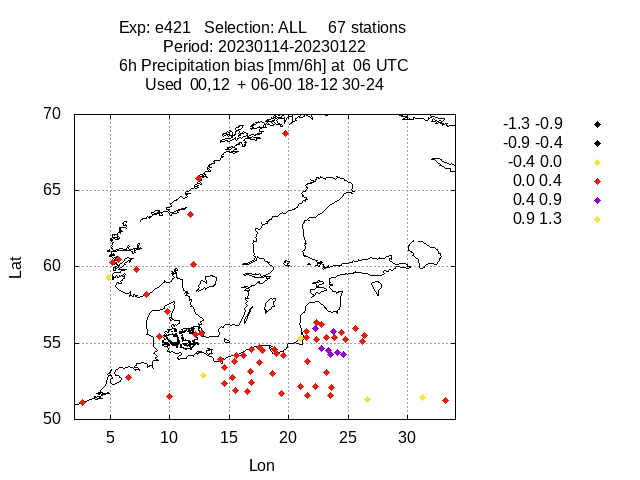 Exp: e421   Selection: ALL     67 stations
Period: 20230114-20230122
6h Precipitation bias [mm/6h] at  06 UTC
Used  00,12  + 06-00 18-12 30-24
70
65
60
55
50
Lat
5 10 15 20 25 30
Lon
-1.3 -0.9
-0.9 -0.4
-0.4 0.0
0.0 0.4
0.4 0.9
0.9 1.3